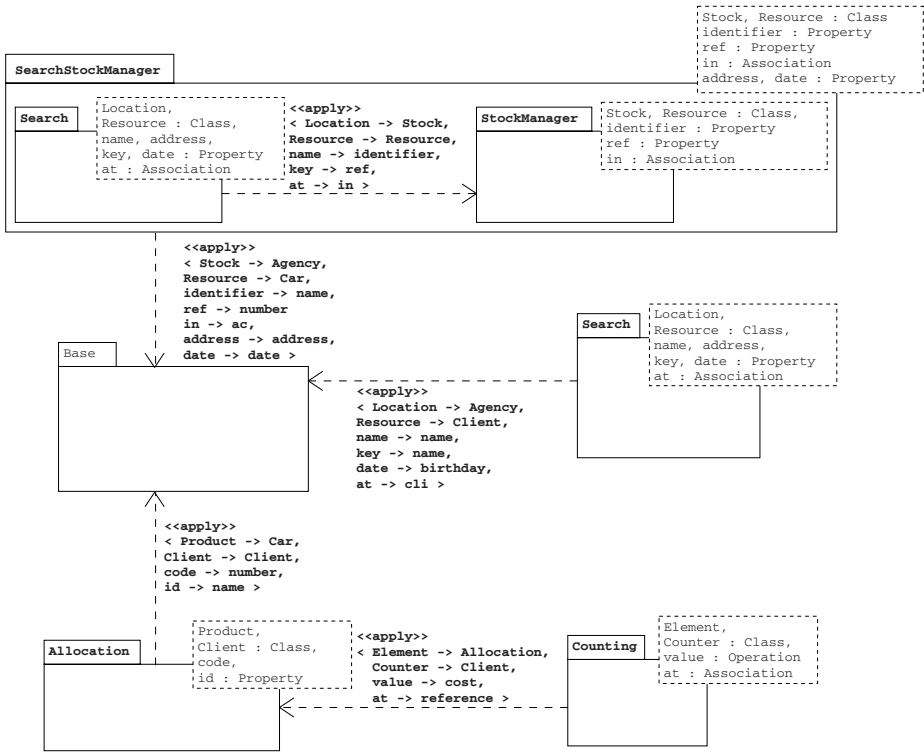 Stock, Resource : Class
identifier : Property
ref : Property
in : Association
address, date : Property
SearchStockManager
Search
Location,
Resource : Class,
name, address,
key, date : Property
at : Association
<<apply>>
< Location -> Stock,
Resource -> Resource,
name -> identifier,
key -> ref,
at -> in >
StockManager
Stock, Resource : Class,
identifier : Property
ref : Property
in : Association
<<apply>>
< Stock -> Agency,
Resource -> Car,
identifier -> name,
ref -> number
in -> ac,
address -> address,
date -> date >
Base
Search
Location,
Resource : Class,
name, address,
key, date : Property
at : Association
<<apply>>
< Location -> Agency,
Resource -> Client,
name -> name,
key -> name,
date -> birthday,
at -> cli >
<<apply>>
< Product -> Car,
Client -> Client,
code -> number,
id -> name >
Allocation
Product,
Client : Class,
code,
id : Property
<<apply>>
< Element -> Allocation,
Counter -> Client,
value -> cost,
at -> reference >
Counting
Element,
Counter : Class,
value : Operation
at : Association